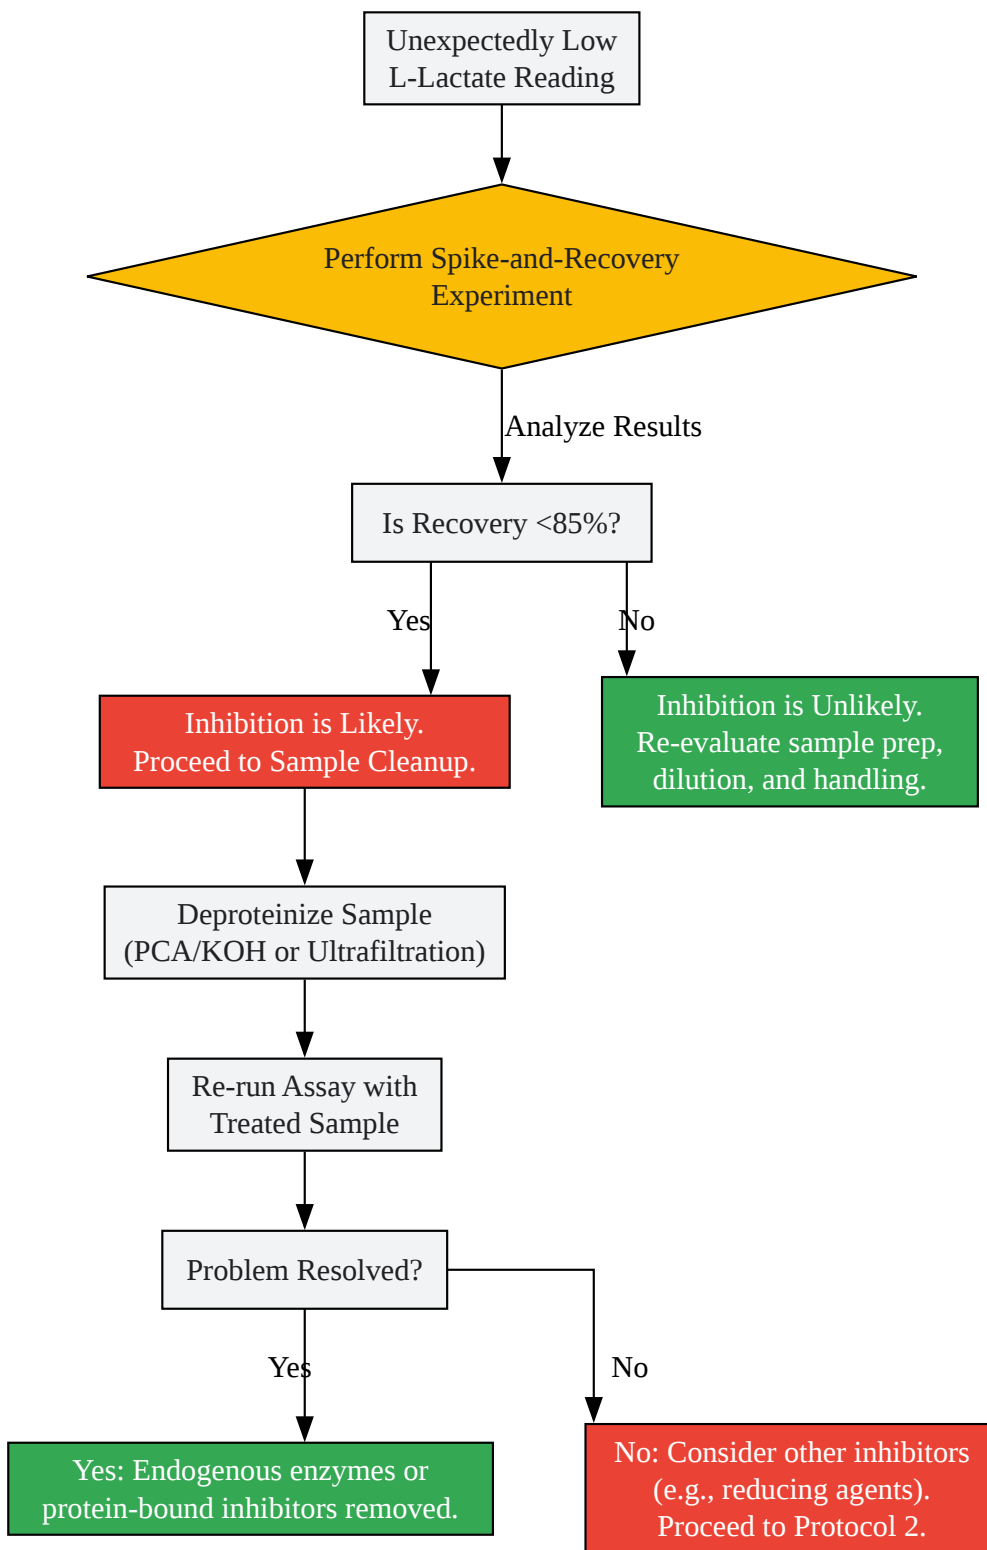 Unexpectedly Low
L-Lactate Reading
Perform Spike-and-Recovery
Experiment
Analyze Results
Is Recovery <85%?
Yes
No
Inhibition is Likely.
Proceed to Sample Cleanup.
Inhibition is Unlikely.
Re-evaluate sample prep,
dilution, and handling.
Deproteinize Sample
(PCA/KOH or Ultrafiltration)
Re-run Assay with
Treated Sample
Problem Resolved?
Yes
No
Yes: Endogenous enzymes or
protein-bound inhibitors removed.
No: Consider other inhibitors
(e.g., reducing agents).
Proceed to Protocol 2.